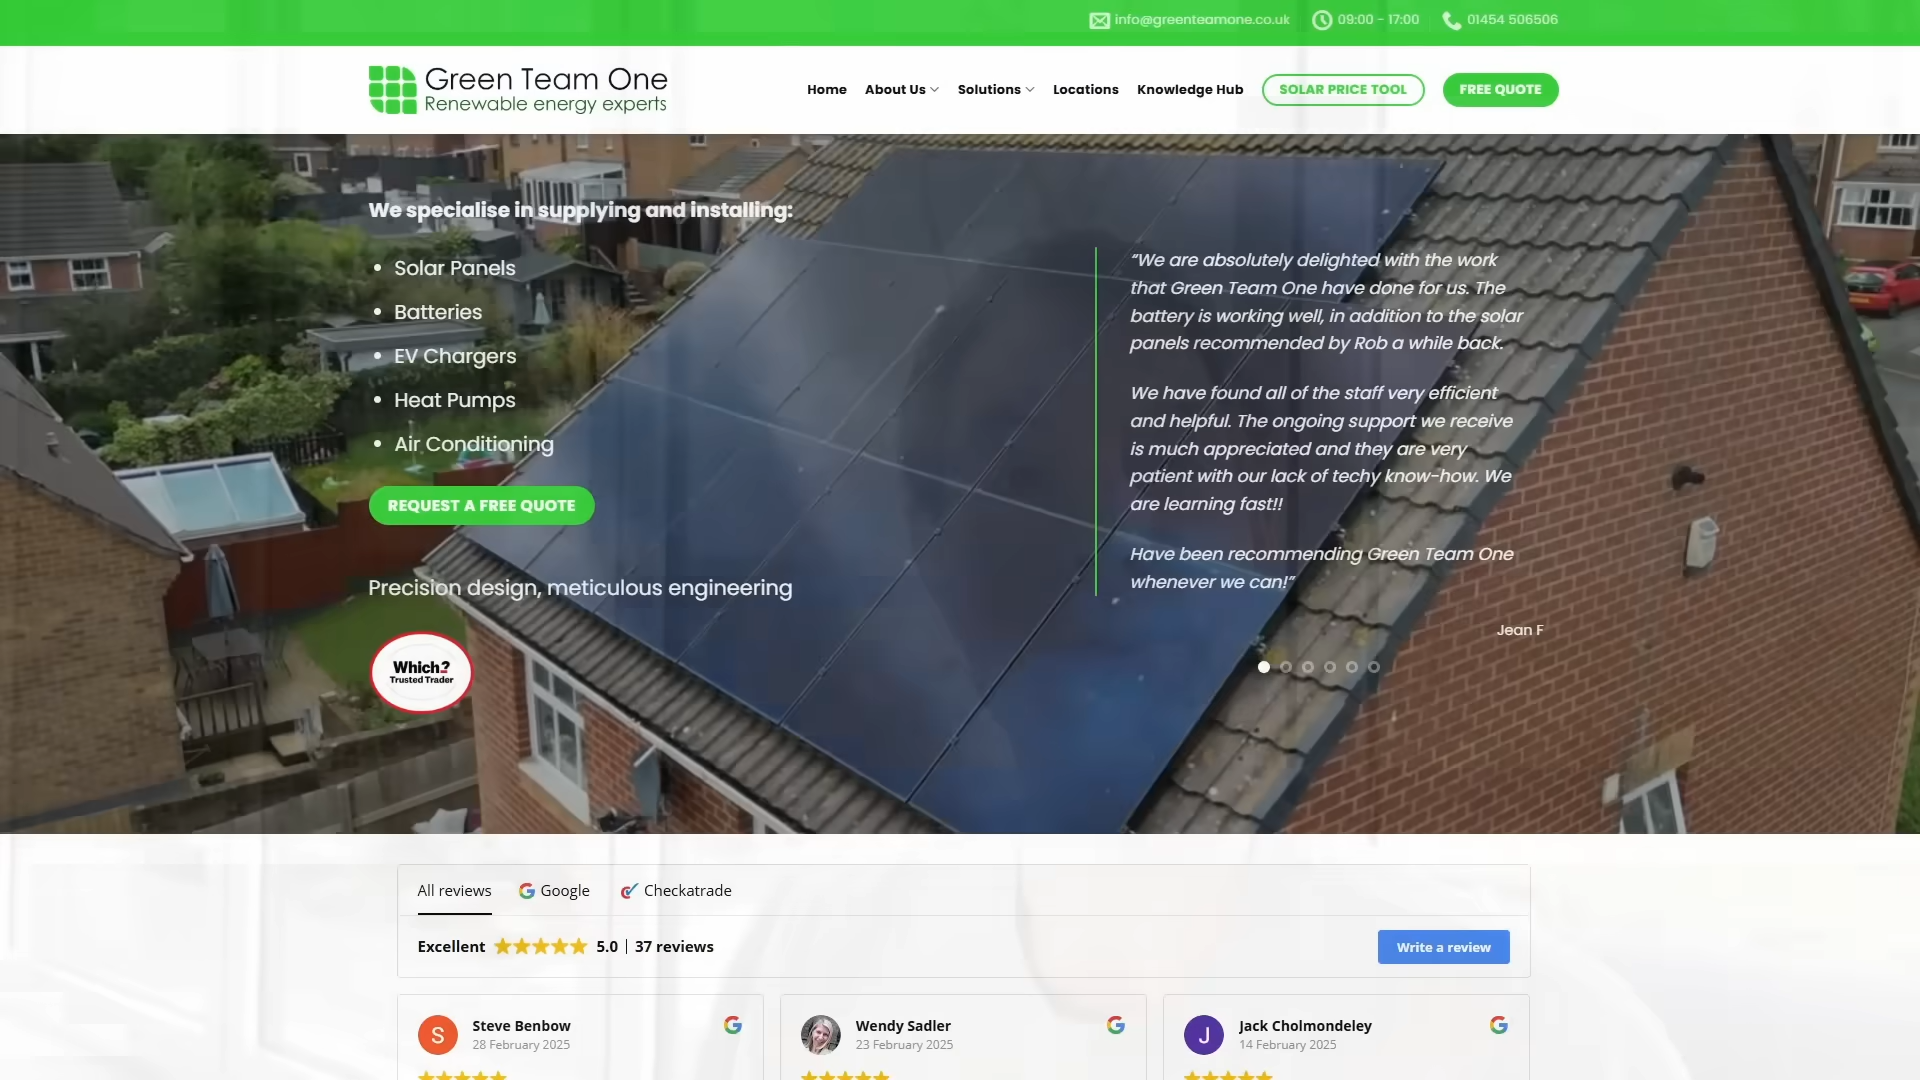 info@greenteamone.co.uk
09:00 - 17:00
01454 506506
Green Team One
Renewable energy experts
Home
About Us
Solutions
Locations
Knowledge Hub
SOLAR PRICE TOOL
FREE QUOTE
We specialise in supplying and installing:
• Solar Panels
• Batteries
• EV Chargers
• Heat Pumps
• Air Conditioning
REQUEST A FREE QUOTE
Precision design, meticulous engineering
Which?
Trusted Trader
“We are absolutely delighted with the work
that Green Team One have done for us. The
battery is working well, in addition to the solar
panels recommended by Rob a while back.
We have found all of the staff very efficient
and helpful. The ongoing support we receive
is much appreciated and they are very
patient with our lack of techy know-how. We
are learning fast!!
Have been recommending Green Team One
whenever we can!”
Jean F
All reviews
Google
Checkatrade
Excellent
5.0 | 37 reviews
Write a review
S
Steve Benbow
28 February 2025
Wendy Sadler
23 February 2025
J
Jack Cholmondeley
14 February 2025